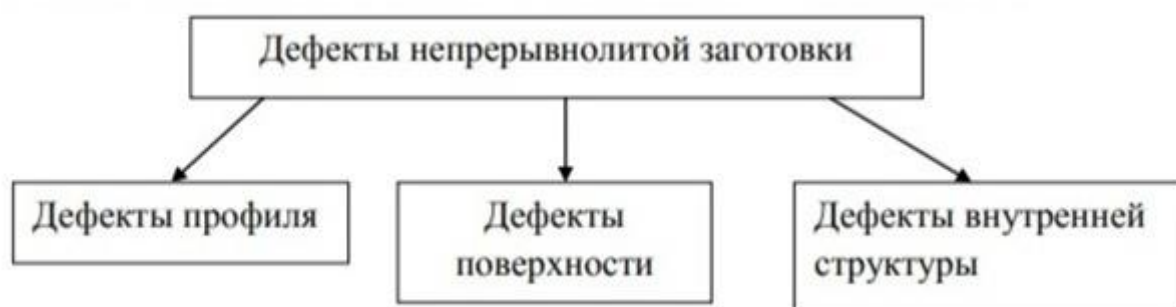 Дефекты непрерывнолитой заготовки
Дефекты профиля
Дефекты
поверхности
Дефекты внутренней
структуры